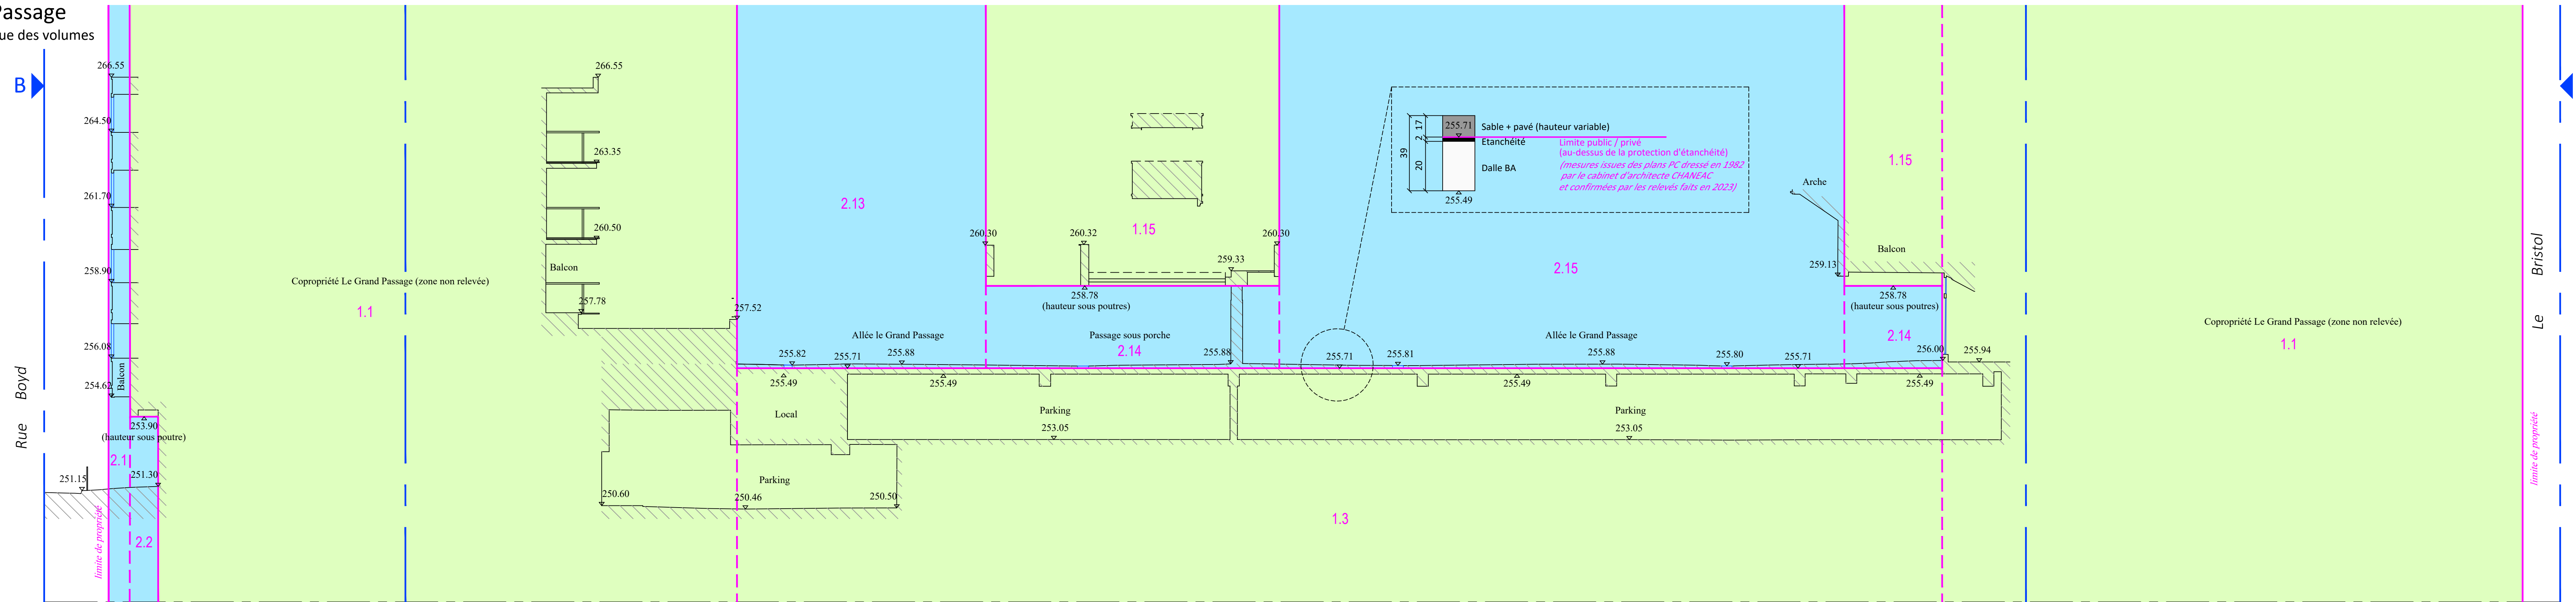 Passage
ue des volumes
B
266.55
264.50
261.70
258.90
256.08
254.62
Balcon
253.90
(hauteur sous poutre)
2.1
251.30
251.15
2.2
limite de propriété
Rue Boyd
Copropriété Le Grand Passage (zone non relevée)
1.1
266.55
263.35
260.50
Balcon
257.78
257.52
2.13
Allée le Grand Passage
255.82
255.71
255.88
255.49
255.49
Local
Parking
253.05
Parking
250.60
250.46
250.50
260.30
260.32
1.15
260.30
259.33
258.78
(hauteur sous poutres)
Passage sous porche
2.14
255.88
39
17
2
20
255.71
Sable + pavé (hauteur variable)
Etanchéité
Dalle BA
255.49
Limite public / privé
(au-dessus de la protection d'étanchéité)
(mesures issues des plans PC dressé en 1982
par le cabinet d'architecte CHANEAC
et confirmées par les relevés faits en 2023)
2.15
Allée le Grand Passage
255.71
255.81
255.88
255.80
255.71
255.49
Parking
253.05
1.3
Arche
259.13
1.15
Balcon
258.78
(hauteur sous poutres)
2.14
256.00
255.94
255.49
Copropriété Le Grand Passage (zone non relevée)
1.1
limite de propriété
Le Bristol